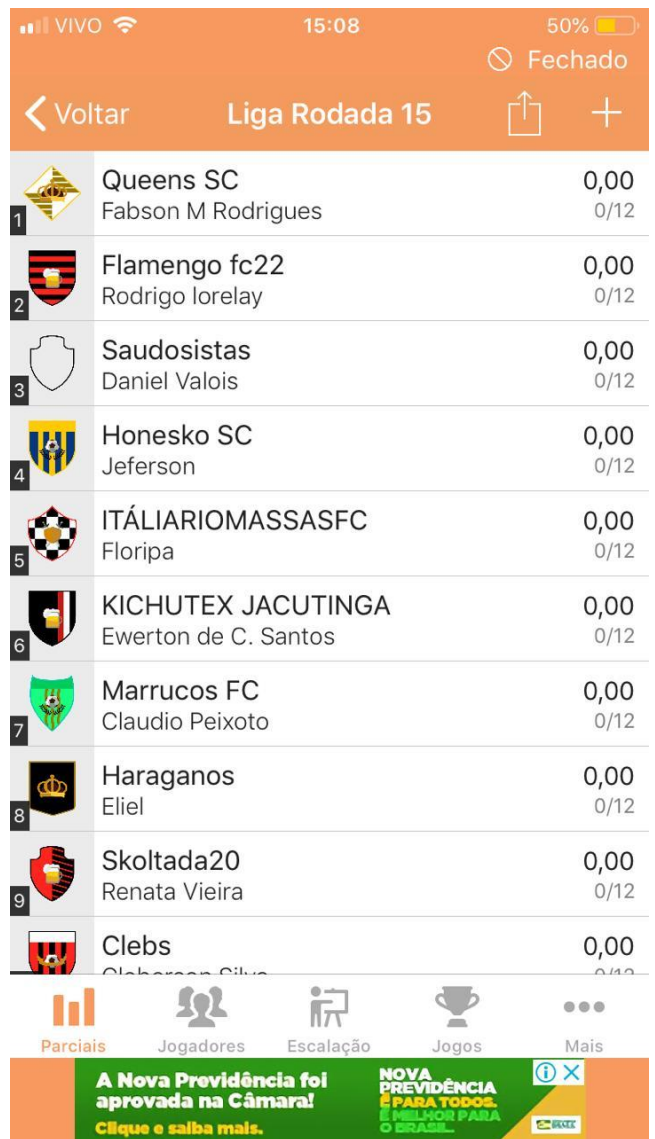 VIVO 15:08 50%
Fechado
Voltar Liga Rodada 15
Queens SC 0,00
1 Fabson M Rodrigues 0/12
Flamengo fc22 0,00
2 Rodrigo lorelay 0/12
Saudosistas 0,00
3 Daniel Valois 0/12
Honesko SC 0,00
4 Jeferson 0/12
ITÁLIARIOMASSASFC 0,00
5 Floripa 0/12
KICHUTEX JACUTINGA 0,00
6 Ewerton de C. Santos 0/12
Marrucos FC 0,00
7 Claudio Peixoto 0/12
Haraganos 0,00
8 Eliel 0/12
Skoltada20 0,00
9 Renata Vieira 0/12
Clebs 0,00
Cleberson Silva 0/12
Parciais Jogadores Escalação Jogos Mais
A Nova Previdência foi
aprovada na Câmara!
Clique e saiba mais.
NOVA
PREVIDÊNCIA
É PARA TODOS.
É MELHOR PARA
O BRASIL.